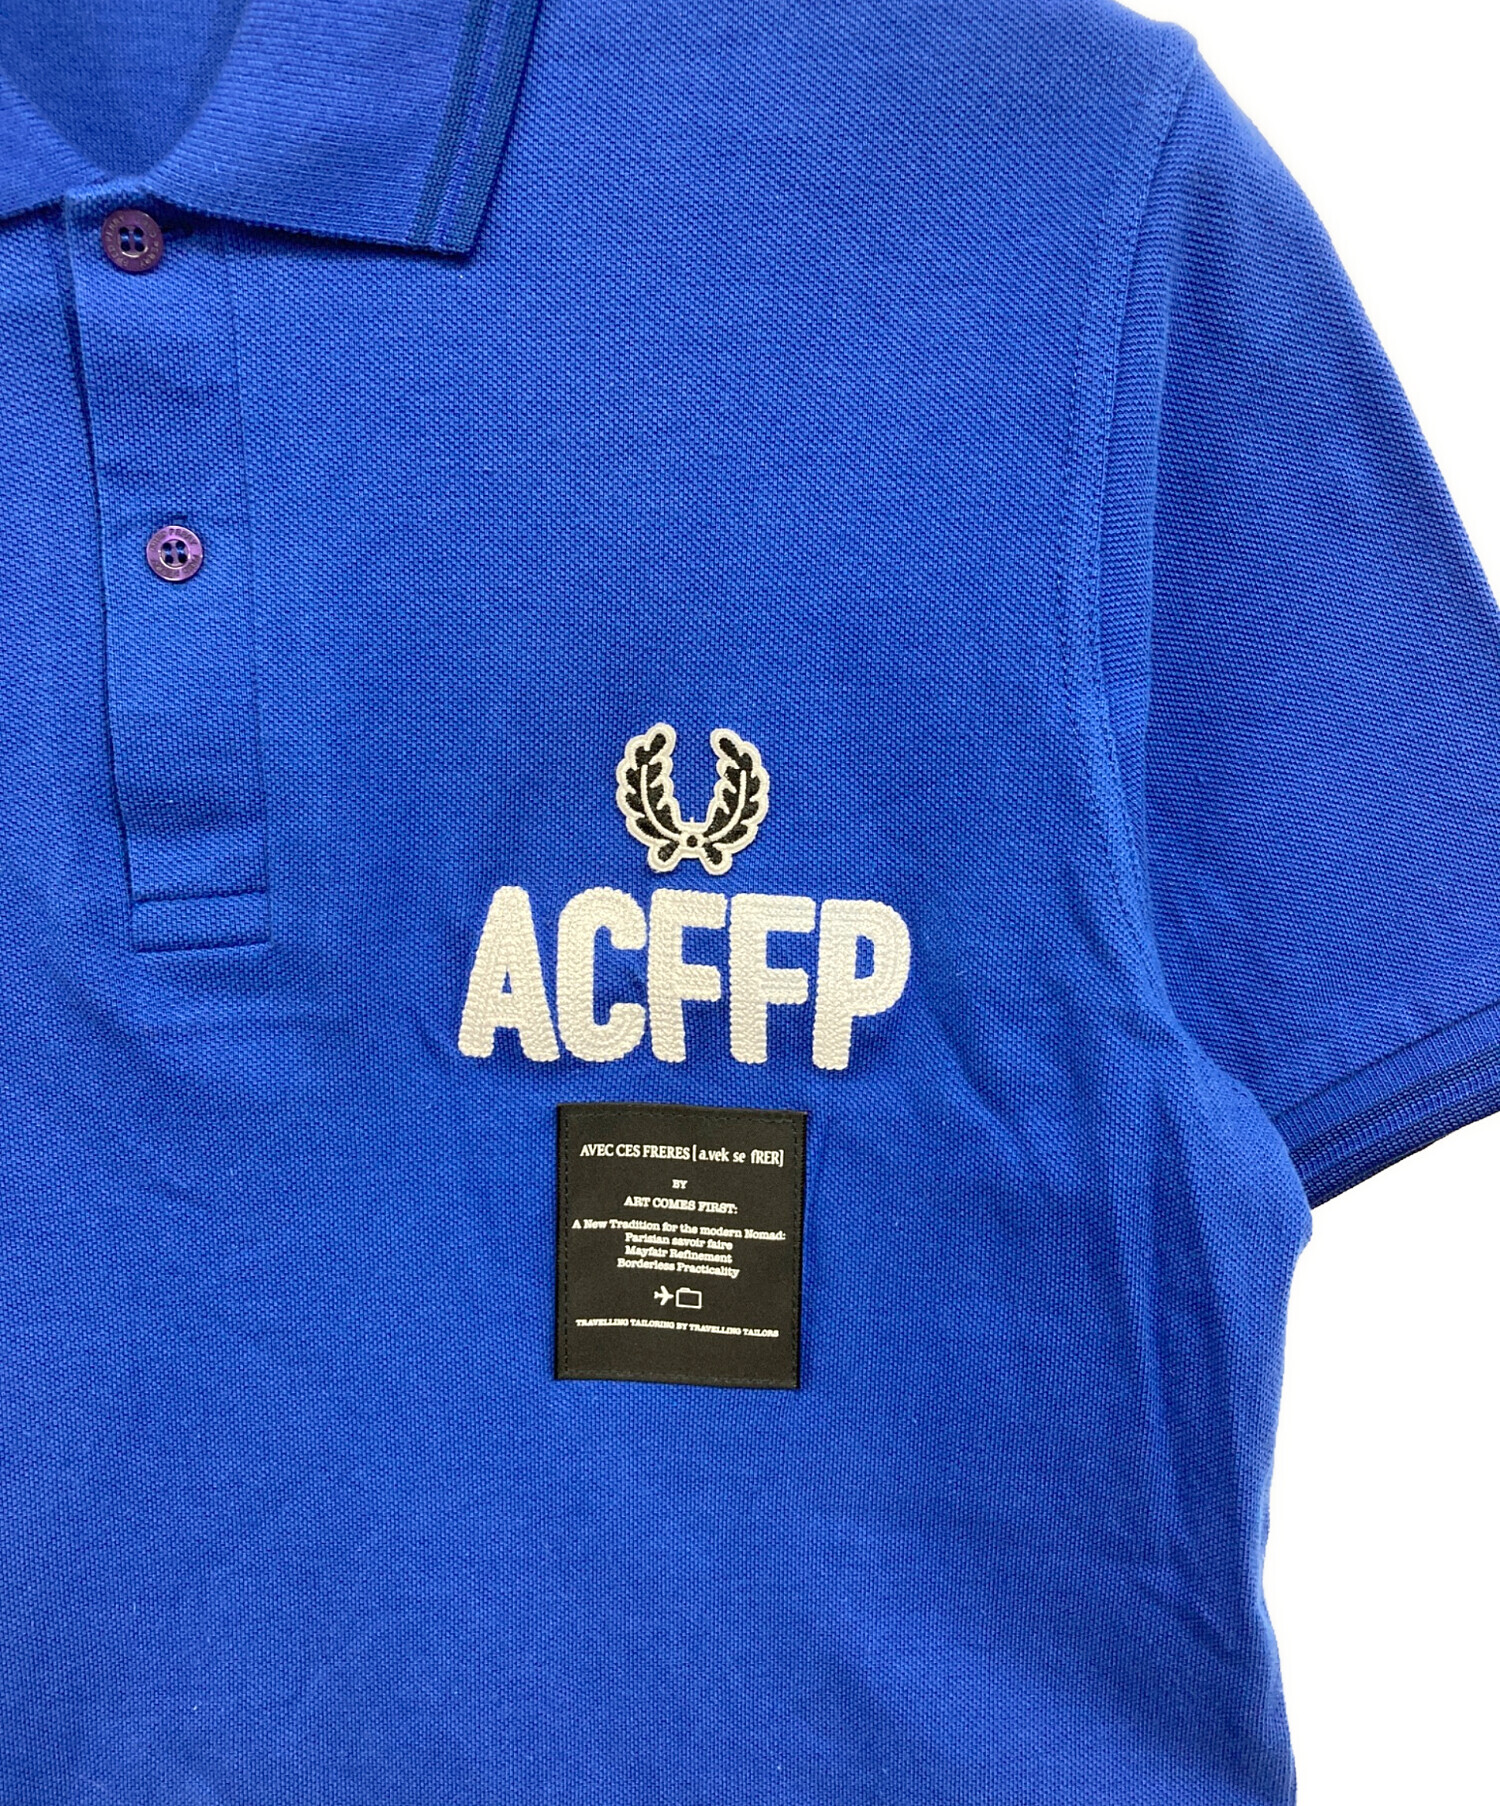 ACFFP
AVEC CES FRERES [ a.vek se fRER]
BY
ART COMES FIRST:
A New Tradition for the modern Nomad:
Parisian savoir faire
Mayfair Refinement
Borderless Practicality
TRAVELLING TAILORING BY TRAVELLING TAILORS